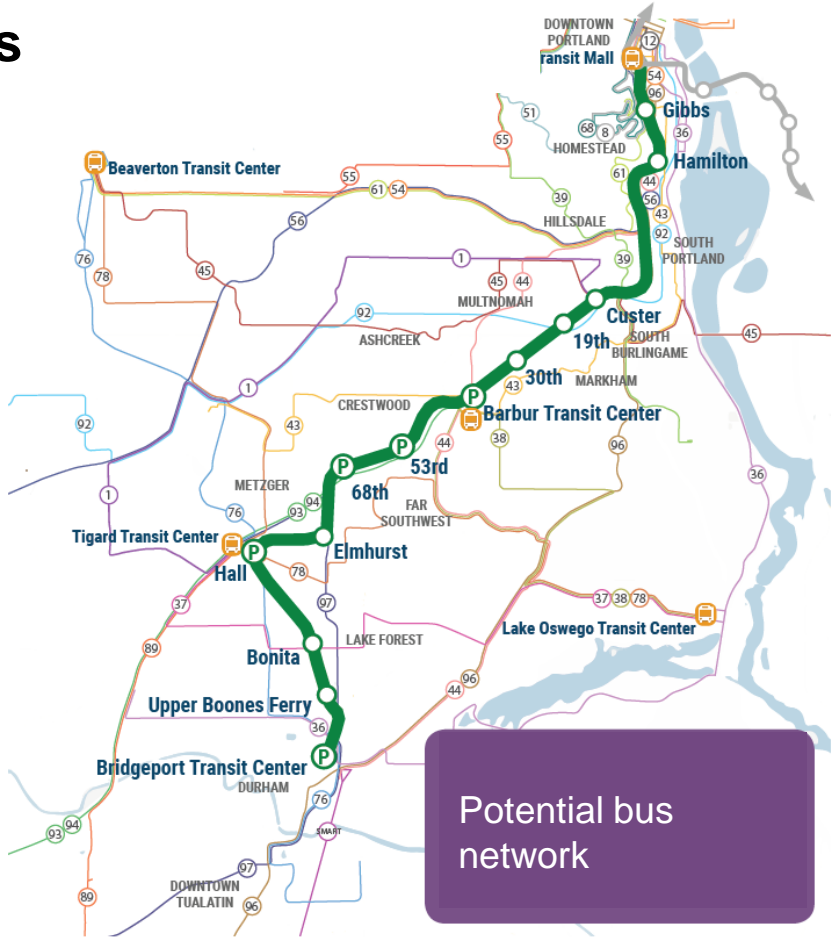 s
DOWNTOWN
PORTLAND
12
ransit Mall
54
96
Gibbs
51
68
8
36
55
HOMESTEAD
Hamilton
Beaverton Transit Center
55
61
61
54
44
56
39
43
56
HILLSDALE
92
SOUTH
PORTLAND
76
1
39
45
78
45
44
MULTNOMAH
92
Custer
ASHCREEK
19th
SOUTH
BURLINGAME
45
30th
43
MARKHAM
1
CRESTWOOD
Barbur Transit Center
92
43
38
44
96
53rd
36
METZGER
68th
1
94
93
76
FAR
SOUTHWEST
Tigard Transit Center
Elmhurst
Hall
78
37
97
37
38
78
Lake Oswego Transit Center
89
LAKE FOREST
Bonita
96
44
Upper Boones Ferry
36
Bridgeport Transit Center
DURHAM
76
Potential bus
network
94
93
SMART
97
DOWNTOWN
TUALATIN
89
96
P
P
P
P
P